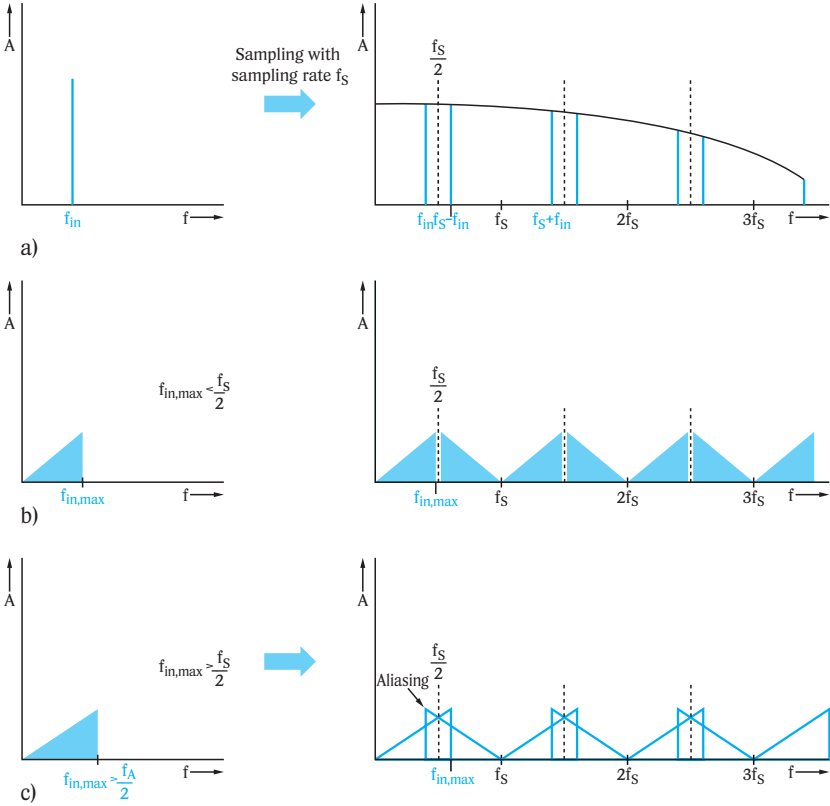 A
Sampling with
sampling rate fS
fin
f
a)
A
fS
2
fin
fS−fin
fS
fS+fin
2fS
3fS
f
A
fin,max < fS
2
fin,max
f
b)
A
fS
2
fin,max
fS
2fS
3fS
f
A
fin,max > fS
2
fin,max > fA
2
f
c)
A
Aliasing
fS
2
fin,max
fS
2fS
3fS
f